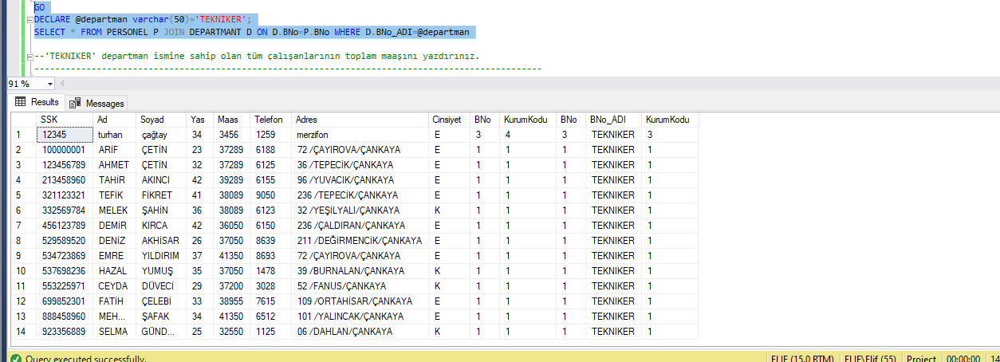 GO
DECLARE @departman varchar(50)='TEKNIKER';
SELECT * FROM PERSONEL P JOIN DEPARTMANT D ON D.BNo=P.BNo WHERE D.BNo_ADI=@departman
--'TEKNIKER' departman ismine sahip olan tüm çalışanlarının toplam maaşını yazdırınız.
--------------------------------------------------------------------------------------------------
91 %
Results Messages
SSK Ad Soyad Yas Maas Telefon Adres Cinsiyet BNo KurumKodu BNo BNo_ADI KurumKodu
1 12345 turhan çağtay 34 3456 1259 merzifon E 3 4 3 TEKNIKER 3
2 100000001 ARİF ÇETİN 23 37289 6188 72 /ÇAYIROVA/ÇANKAYA E 1 1 1 TEKNIKER 1
3 123456789 AHMET ÇETİN 32 37289 6125 36 /TEPECİK/ÇANKAYA E 1 1 1 TEKNIKER 1
4 213458960 TAHİR AKINCI 42 39289 6155 96 /YUVACIK/ÇANKAYA E 1 1 1 TEKNIKER 1
5 321123321 TEFİK FİKRET 41 38089 9050 236 /TEPECİK/ÇANKAYA E 1 1 1 TEKNIKER 1
6 332569784 MELEK ŞAHİN 36 38089 6123 32 /YEŞİLYALI/ÇANKAYA K 1 1 1 TEKNIKER 1
7 456123789 DEMİR KIRCA 42 36050 6150 236 /ÇALDIRAN/ÇANKAYA E 1 1 1 TEKNIKER 1
8 529589520 DENİZ AKHİSAR 26 37050 8639 211 /DEĞİRMENCİK/ÇANKAYA E 1 1 1 TEKNIKER 1
9 534723869 EMRE YILDIRIM 37 41350 8693 72 /ÇAYIROVA/ÇANKAYA E 1 1 1 TEKNIKER 1
10 537698236 HAZAL YUMUŞ 35 37050 1478 39 /BURNALAN/ÇANKAYA K 1 1 1 TEKNIKER 1
11 553225971 CEYDA DÜVECİ 29 37200 3028 52 /FANUS/ÇANKAYA K 1 1 1 TEKNIKER 1
12 699852301 FATİH ÇELEBİ 33 38955 7615 109 /ORTAHİSAR/ÇANKAYA E 1 1 1 TEKNIKER 1
13 888458960 MEH... ŞAFAK 34 41350 6512 101 /YALINCAK/ÇANKAYA E 1 1 1 TEKNIKER 1
14 923356889 SELMA GÜND... 25 32550 1125 06 /DAHLAN/ÇANKAYA K 1 1 1 TEKNIKER 1
Query executed successfully. ELIF (15.0 RTM) ELIF\Elif (55) Project 00:00:00 14